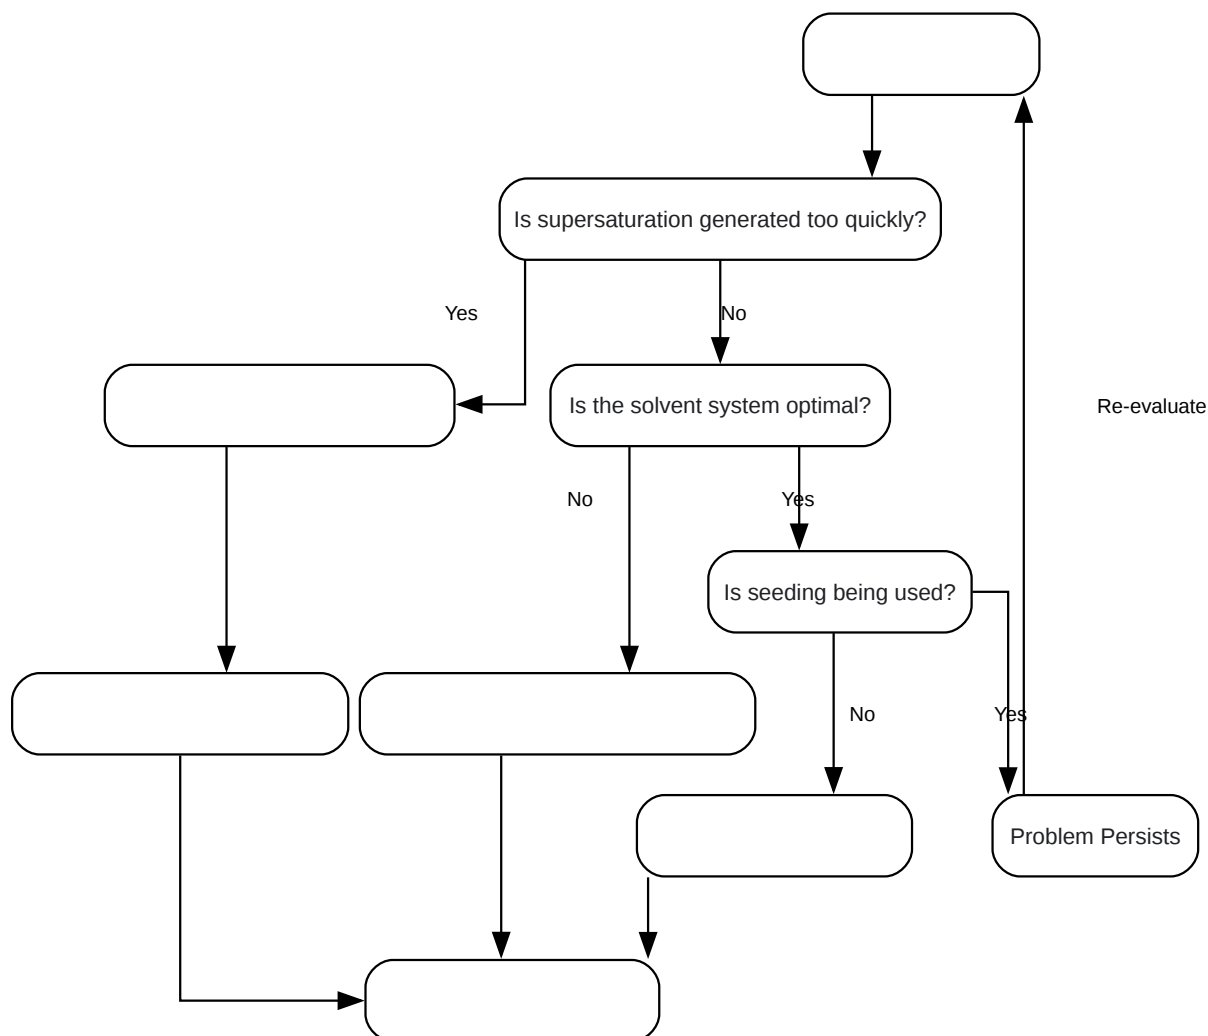 Is supersaturation generated too quickly?
Yes
No
Is the solvent system optimal?
Re-evaluate
No
Yes
Is seeding being used?
No
Yes
Problem Persists